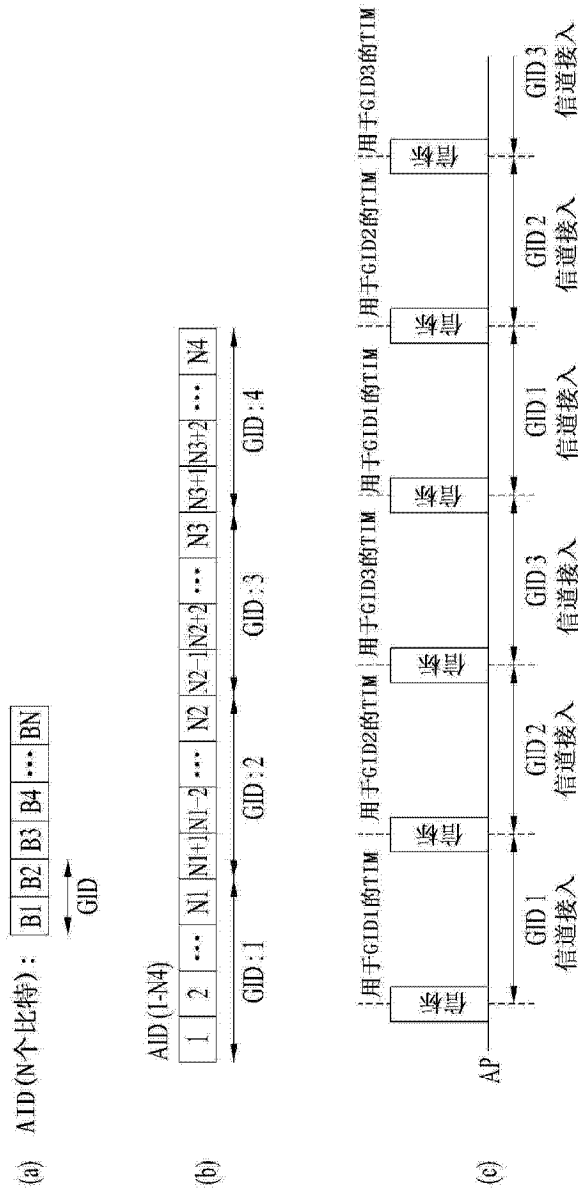 (a) AID(N个比特): B1 B2 B3 B4 ••• BN
GID
(b) AID(1-N4)
1 2 ••• N1 N1+1 N1-2 ••• N2 N2-1 N2+2 ••• N3 N3+1 N3+2 ••• N4
GID:1 GID:2 GID:3 GID:4
(c) 用于GID1的TIM 用于GID2的TIM 用于GID3的TIM 用于GID1的TIM 用于GID2的TIM 用于GID3的TIM
信标 信标 信标 信标 信标 信标
AP
GID 1 GID 2 GID 3 GID 1 GID 2 GID 3
信道接入 信道接入 信道接入 信道接入 信道接入 信道接入